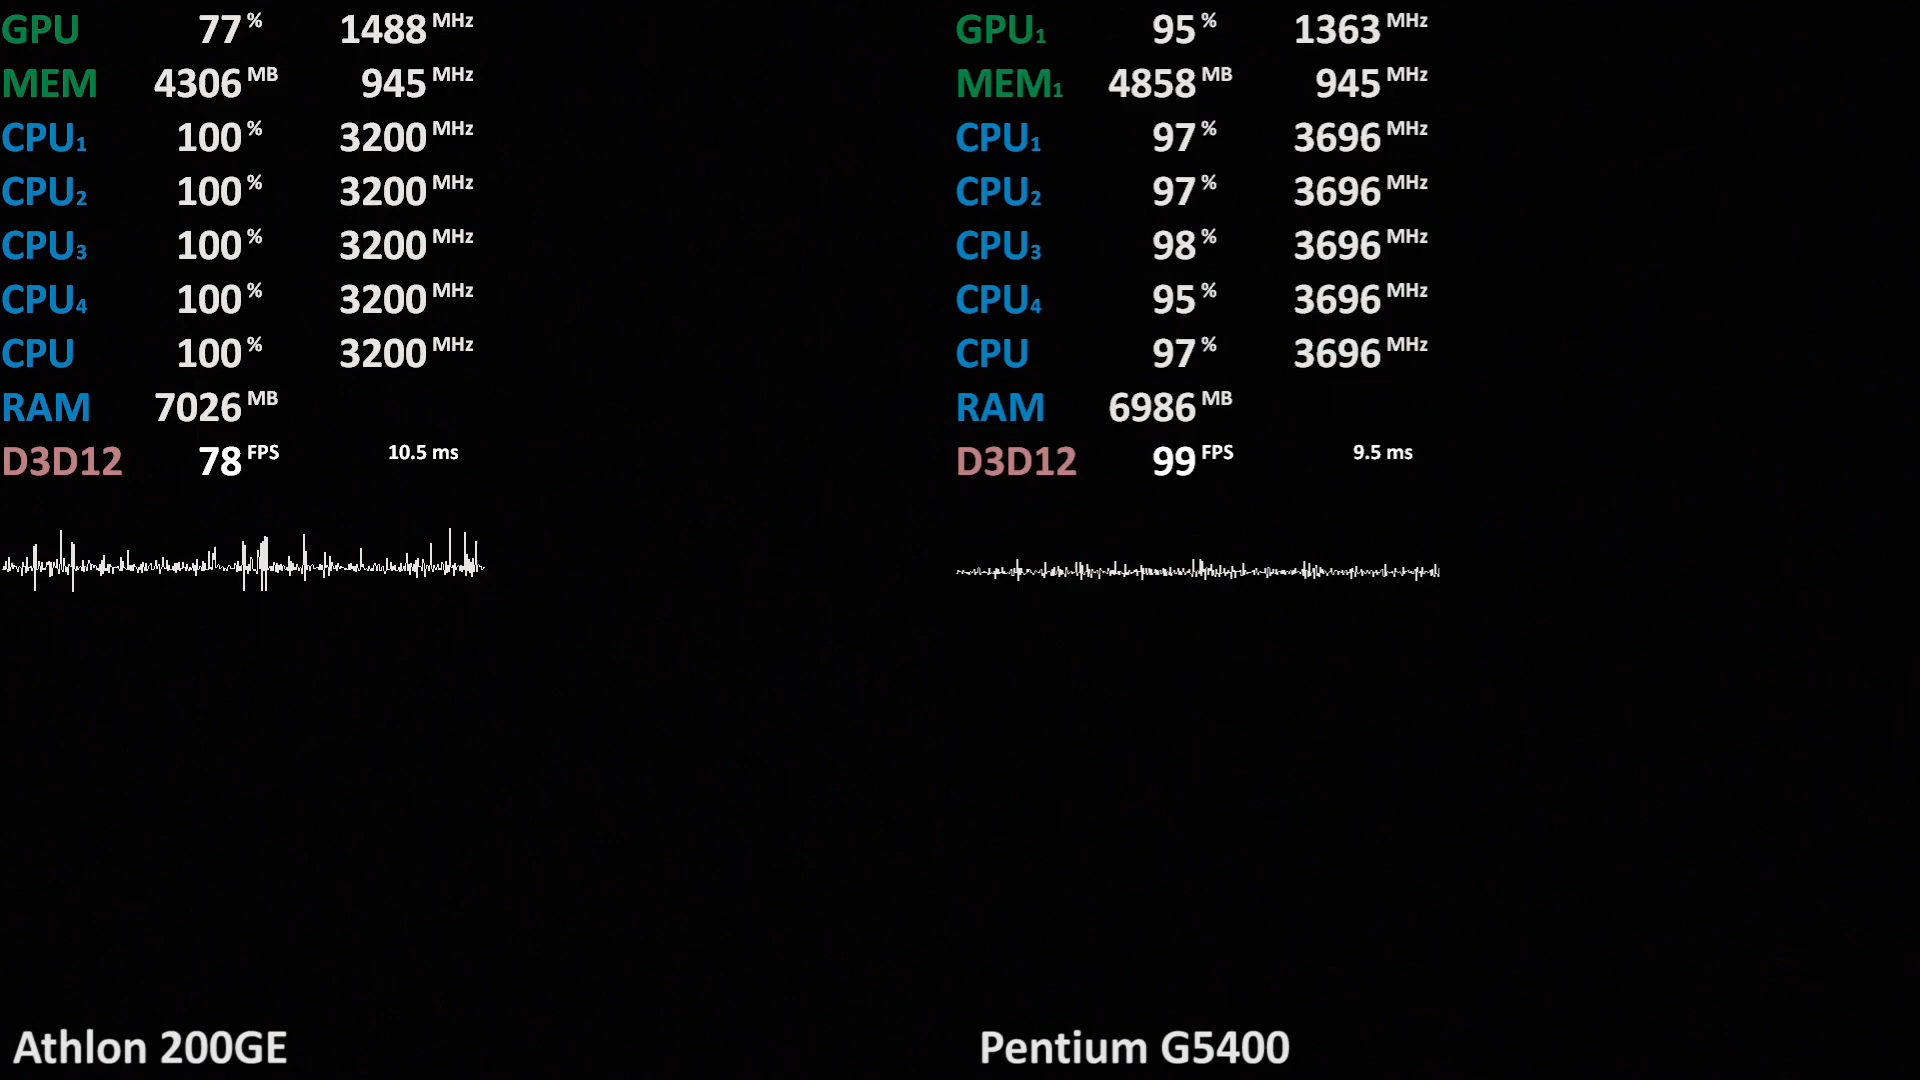 GPU 77 % 1488 MHz
MEM 4306 MB 945 MHz
CPU1 100 % 3200 MHz
CPU2 100 % 3200 MHz
CPU3 100 % 3200 MHz
CPU4 100 % 3200 MHz
CPU 100 % 3200 MHz
RAM 7026 MB
D3D12 78 FPS 10.5 ms
Athlon 200GE
GPU1 95 % 1363 MHz
MEM1 4858 MB 945 MHz
CPU1 97 % 3696 MHz
CPU2 97 % 3696 MHz
CPU3 98 % 3696 MHz
CPU4 95 % 3696 MHz
CPU 97 % 3696 MHz
RAM 6986 MB
D3D12 99 FPS 9.5 ms
Pentium G5400